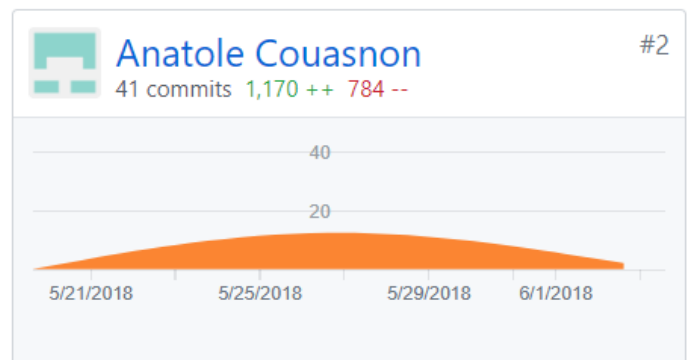 Anatole Couasnon #2
41 commits 1,170 ++ 784 --
40
20
5/21/2018 5/25/2018 5/29/2018 6/1/2018